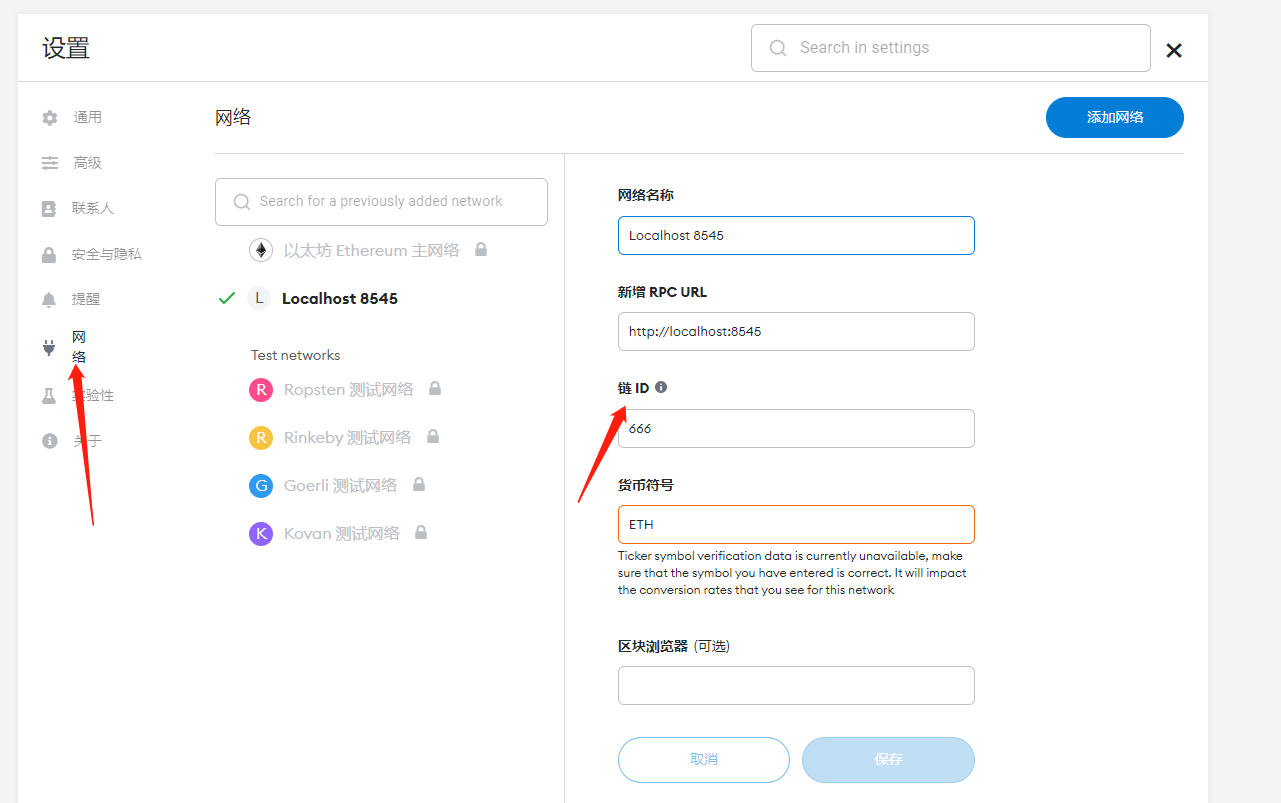 设置
Search in settings
通用
高级
联系人
安全与隐私
提醒
网
络
实验性
关于
网络
添加网络
Search for a previously added network
以太坊 Ethereum 主网络
L
Localhost 8545
Test networks
R
Ropsten 测试网络
R
Rinkeby 测试网络
G
Goerli 测试网络
K
Kovan 测试网络
网络名称
Localhost 8545
新增 RPC URL
http://localhost:8545
链 ID
666
货币符号
ETH
Ticker symbol verification data is currently unavailable, make
sure that the symbol you have entered is correct. It will impact
the conversion rates that you see for this network
区块浏览器 (可选)
取消
保存